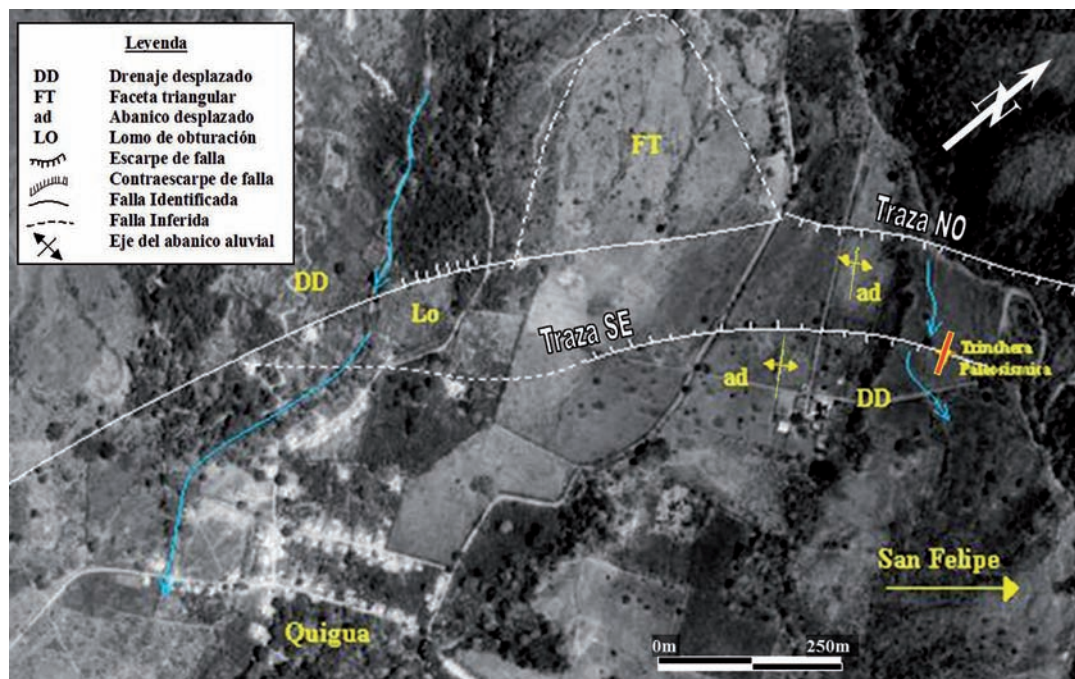 Leyenda
DD Drenaje desplazado
FT Faceta triangular
ad Abanico desplazado
LO Lomo de obturación
Escarpe de falla
Contraescarpe de falla
Falla Identificada
Falla Inferida
Eje del abanico aluvial
N
FT
Traza NO
DD
ad
Lo
Traza SE
Trinchera
Paleosísmica
ad
DD
San Felipe
Quigua
0m 250m